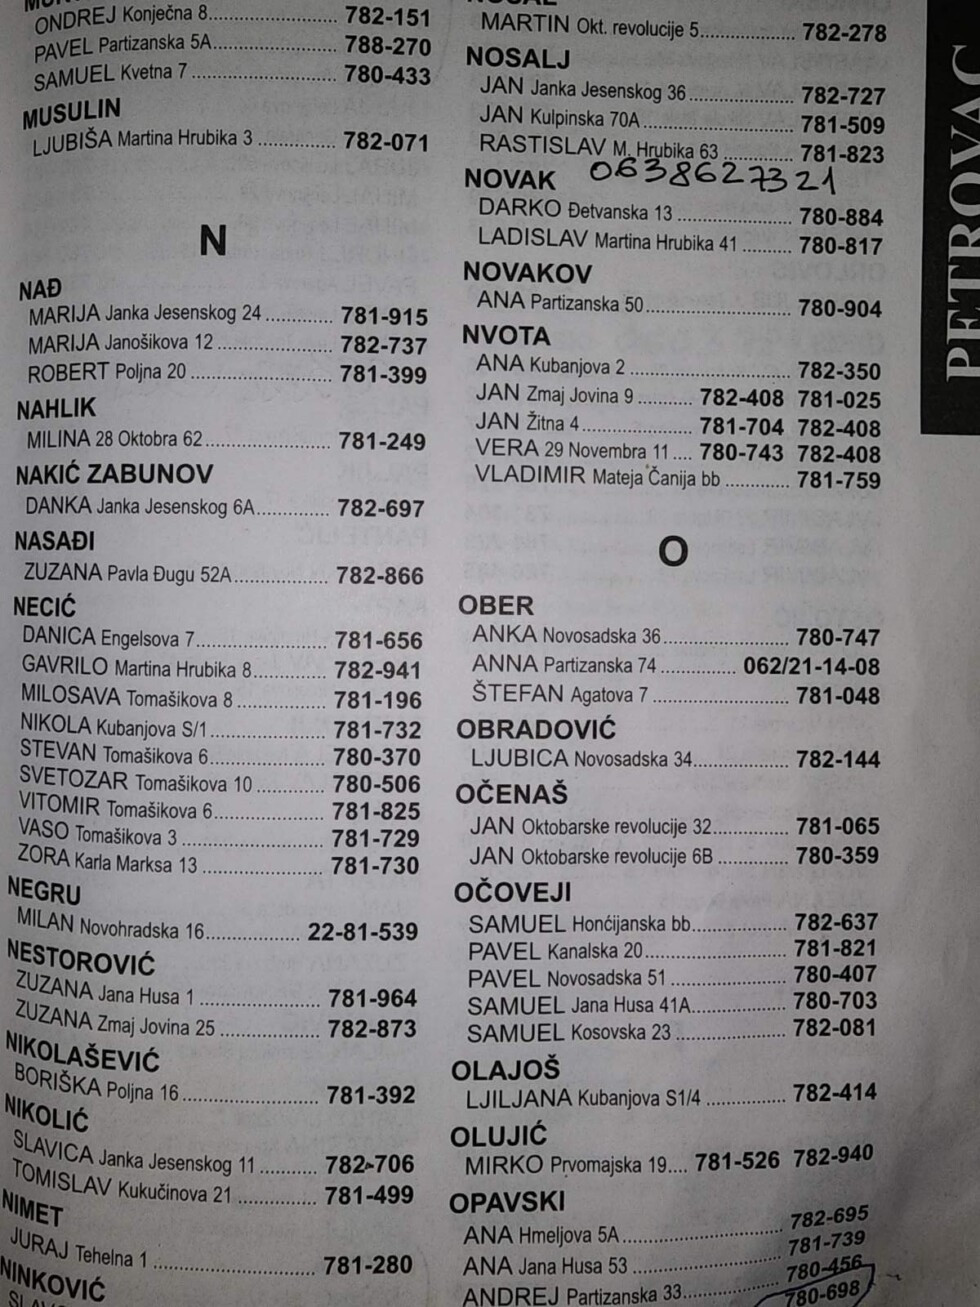 ONDREJ Konječna 8 782-151
PAVEL Partizanska 5A 788-270
SAMUEL Kvetna 7 780-433
MUSULIN
LJUBIŠA Martina Hrubika 3 782-071
N
NAĐ
MARIJA Janka Jesenskog 24 781-915
MARIJA Janošikova 12 782-737
ROBERT Poljna 20 781-399
NAHLIK
MILINA 28 Oktobra 62 781-249
NAKIĆ ZABUNOV
DANKA Janka Jesenskog 6A 782-697
NASAĐI
ZUZANA Pavla Đugu 52A 782-866
NECIĆ
DANICA Engelsova 7 781-656
GAVRILO Martina Hrubika 8 782-941
MILOSAVA Tomašikova 8 781-196
NIKOLA Kubanjova S/1 781-732
STEVAN Tomašikova 6 780-370
SVETOZAR Tomašikova 10 780-506
VITOMIR Tomašikova 6 781-825
VASO Tomašikova 3 781-729
ZORA Karla Marksa 13 781-730
NEGRU
MILAN Novohradska 16 22-81-539
NESTOROVIĆ
ZUZANA Jana Husa 1 781-964
ZUZANA Zmaj Jovina 25 782-873
NIKOLAŠEVIĆ
BORIŠKA Poljna 16 781-392
NIKOLIĆ
SLAVICA Janka Jesenskog 11 782-706
TOMISLAV Kukučinova 21 781-499
NIMET
JURAJ Tehelna 1 781-280
NINKOVIĆ
MARTIN Okt. revolucije 5 782-278
NOSALJ
JAN Janka Jesenskog 36 782-727
JAN Kulpinska 70A 781-509
RASTISLAV M. Hrubika 63 781-823
NOVAK 0638627321
DARKO Đetvanska 13 780-884
LADISLAV Martina Hrubika 41 780-817
NOVAKOV
ANA Partizanska 50 780-904
NVOTA
ANA Kubanjova 2 782-350
JAN Zmaj Jovina 9 782-408 781-025
JAN Žitna 4 781-704 782-408
VERA 29 Novembra 11 780-743 782-408
VLADIMIR Mateja Čanija bb 781-759
O
OBER
ANKA Novosadska 36 780-747
ANNA Partizanska 74 062/21-14-08
ŠTEFAN Agatova 7 781-048
OBRADOVIĆ
LJUBICA Novosadska 34 782-144
OČENAŠ
JAN Oktobarske revolucije 32 781-065
JAN Oktobarske revolucije 6B 780-359
OČOVEJI
SAMUEL Honćijanska bb 782-637
PAVEL Kanalska 20 781-821
PAVEL Novosadska 51 780-407
SAMUEL Jana Husa 41A 780-703
SAMUEL Kosovska 23 782-081
OLAJOŠ
LJILJANA Kubanjova S1/4 782-414
OLUJIĆ
MIRKO Prvomajska 19 781-526 782-940
OPAVSKI
ANA Hmeljova 5A 782-695
ANA Jana Husa 53 781-739
ANDREJ Partizanska 33 780-456
780-698
PETROVAC